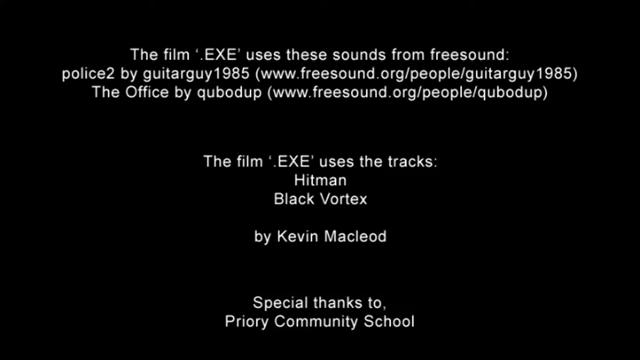 The film ‘.EXE’ uses these sounds from freesound:
police2 by guitarguy1985 (www.freesound.org/people/guitarguy1985)
The Office by qubodup (www.freesound.org/people/qubodup)
The film ‘.EXE’ uses the tracks:
Hitman
Black Vortex
by Kevin Macleod
Special thanks to,
Priory Community School